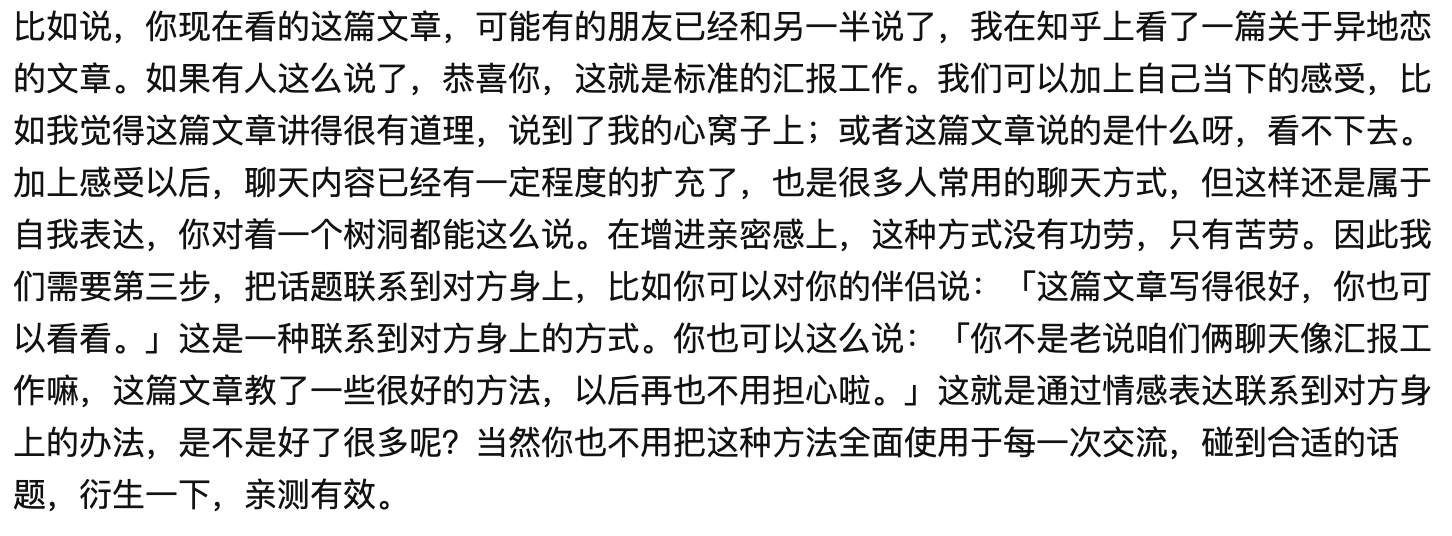 比如说，你现在看的这篇文章，可能有的朋友已经和另一半说了，我在知乎上看了一篇关于异地恋
的文章。如果有人这么说了，恭喜你，这就是标准的汇报工作。我们可以加上自己当下的感受，比
如我觉得这篇文章讲得很有道理，说到了我的心窝子上；或者这篇文章说的是什么呀，看不下去。
加上感受以后，聊天内容已经有一定程度的扩充了，也是很多人常用的聊天方式，但这样还是属于
自我表达，你对着一个树洞都能这么说。在增进亲密感上，这种方式没有功劳，只有苦劳。因此我
们需要第三步，把话题联系到对方身上，比如你可以对你的伴侣说：「这篇文章写得很好，你也可
以看看。」这是一种联系到对方身上的方式。你也可以这么说：「你不是老说咱们俩聊天像汇报工
作嘛，这篇文章教了一些很好的方法，以后再也不用担心啦。」这就是通过情感表达联系到对方身
上的办法，是不是好了很多呢？当然你也不用把这种方法全面使用于每一次交流，碰到合适的话
题，衍生一下，亲测有效。